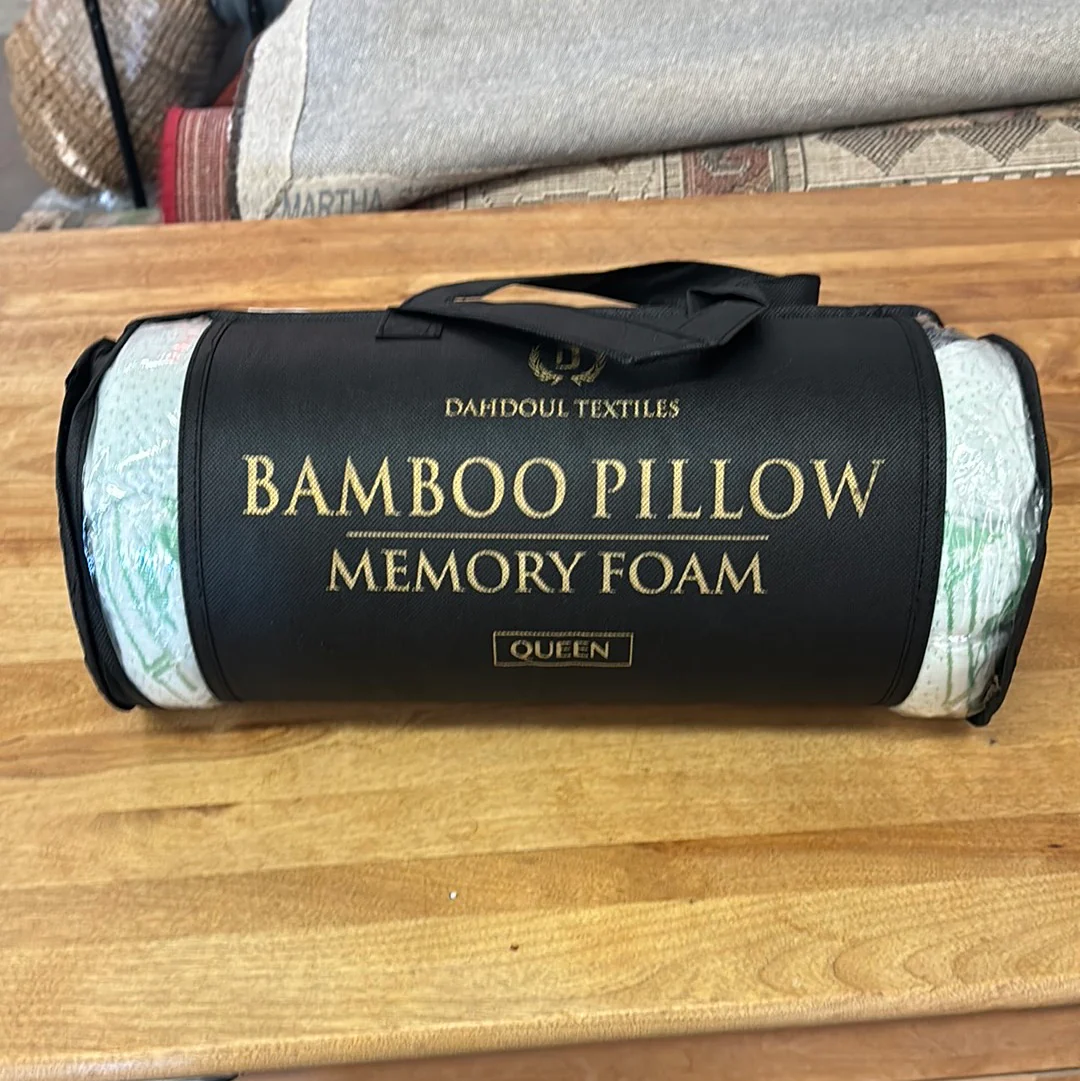 MARTHA
D
DAHDOUL TEXTILES
BAMBOO PILLOW
MEMORY FOAM
QUEEN